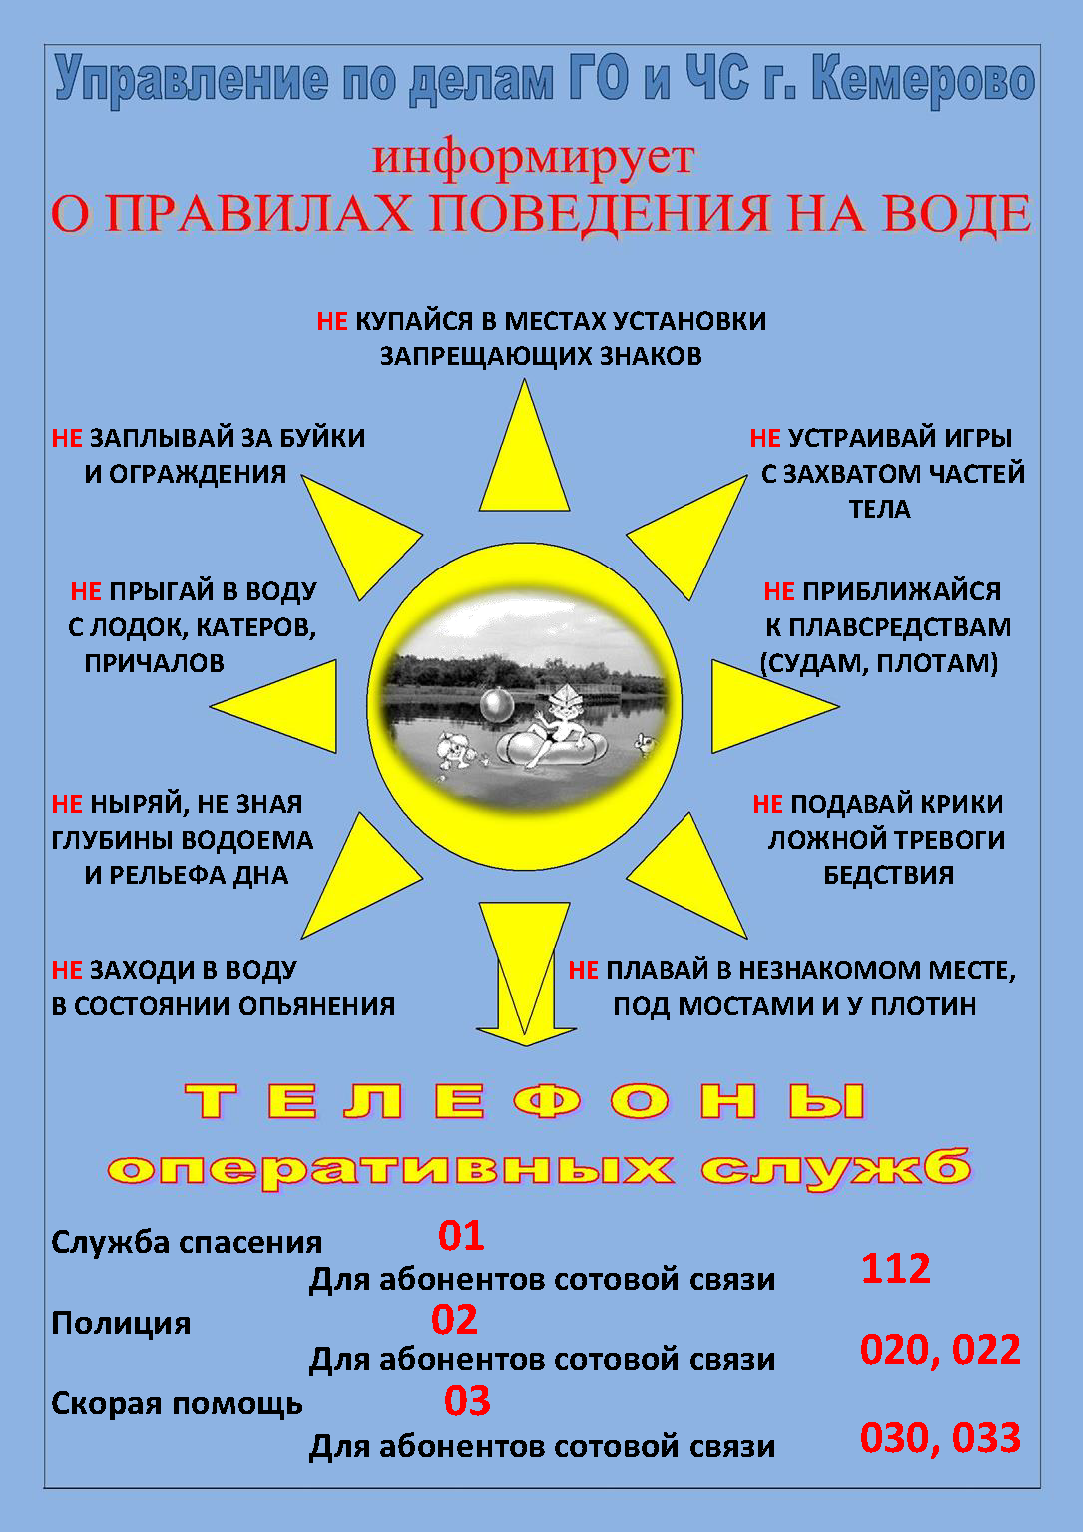 Управление по делам ГО и ЧС г. Кемерово
информирует
О ПРАВИЛАХ ПОВЕДЕНИЯ НА ВОДЕ
НЕ КУПАЙСЯ В МЕСТАХ УСТАНОВКИ
ЗАПРЕЩАЮЩИХ ЗНАКОВ
НЕ ЗАПЛЫВАЙ ЗА БУЙКИ
И ОГРАЖДЕНИЯ
НЕ УСТРАИВАЙ ИГРЫ
С ЗАХВАТОМ ЧАСТЕЙ
ТЕЛА
НЕ ПРЫГАЙ В ВОДУ
С ЛОДОК, КАТЕРОВ,
ПРИЧАЛОВ
НЕ ПРИБЛИЖАЙСЯ
К ПЛАВСРЕДСТВАМ
(СУДАМ, ПЛОТАМ)
НЕ НЫРЯЙ, НЕ ЗНАЯ
ГЛУБИНЫ ВОДОЕМА
И РЕЛЬЕФА ДНА
НЕ ПОДАВАЙ КРИКИ
ЛОЖНОЙ ТРЕВОГИ
БЕДСТВИЯ
НЕ ЗАХОДИ В ВОДУ
В СОСТОЯНИИ ОПЬЯНЕНИЯ
НЕ ПЛАВАЙ В НЕЗНАКОМОМ МЕСТЕ,
ПОД МОСТАМИ И У ПЛОТИН
ТЕЛЕФОНЫ
оперативных служб
Служба спасения 01
Для абонентов сотовой связи 112
Полиция 02
Для абонентов сотовой связи 020, 022
Скорая помощь 03
Для абонентов сотовой связи 030, 033